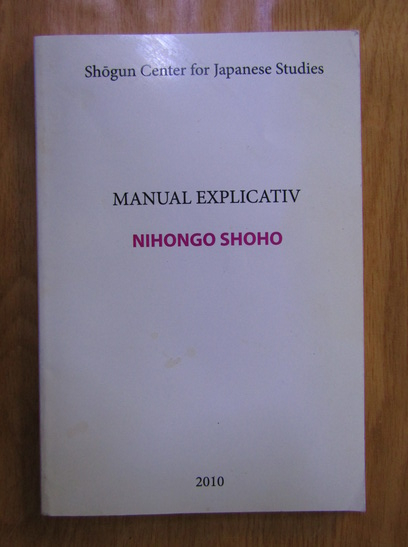 Shōgun Center for Japanese Studies
MANUAL EXPLICATIV
NIHONGO SHOHO
2010